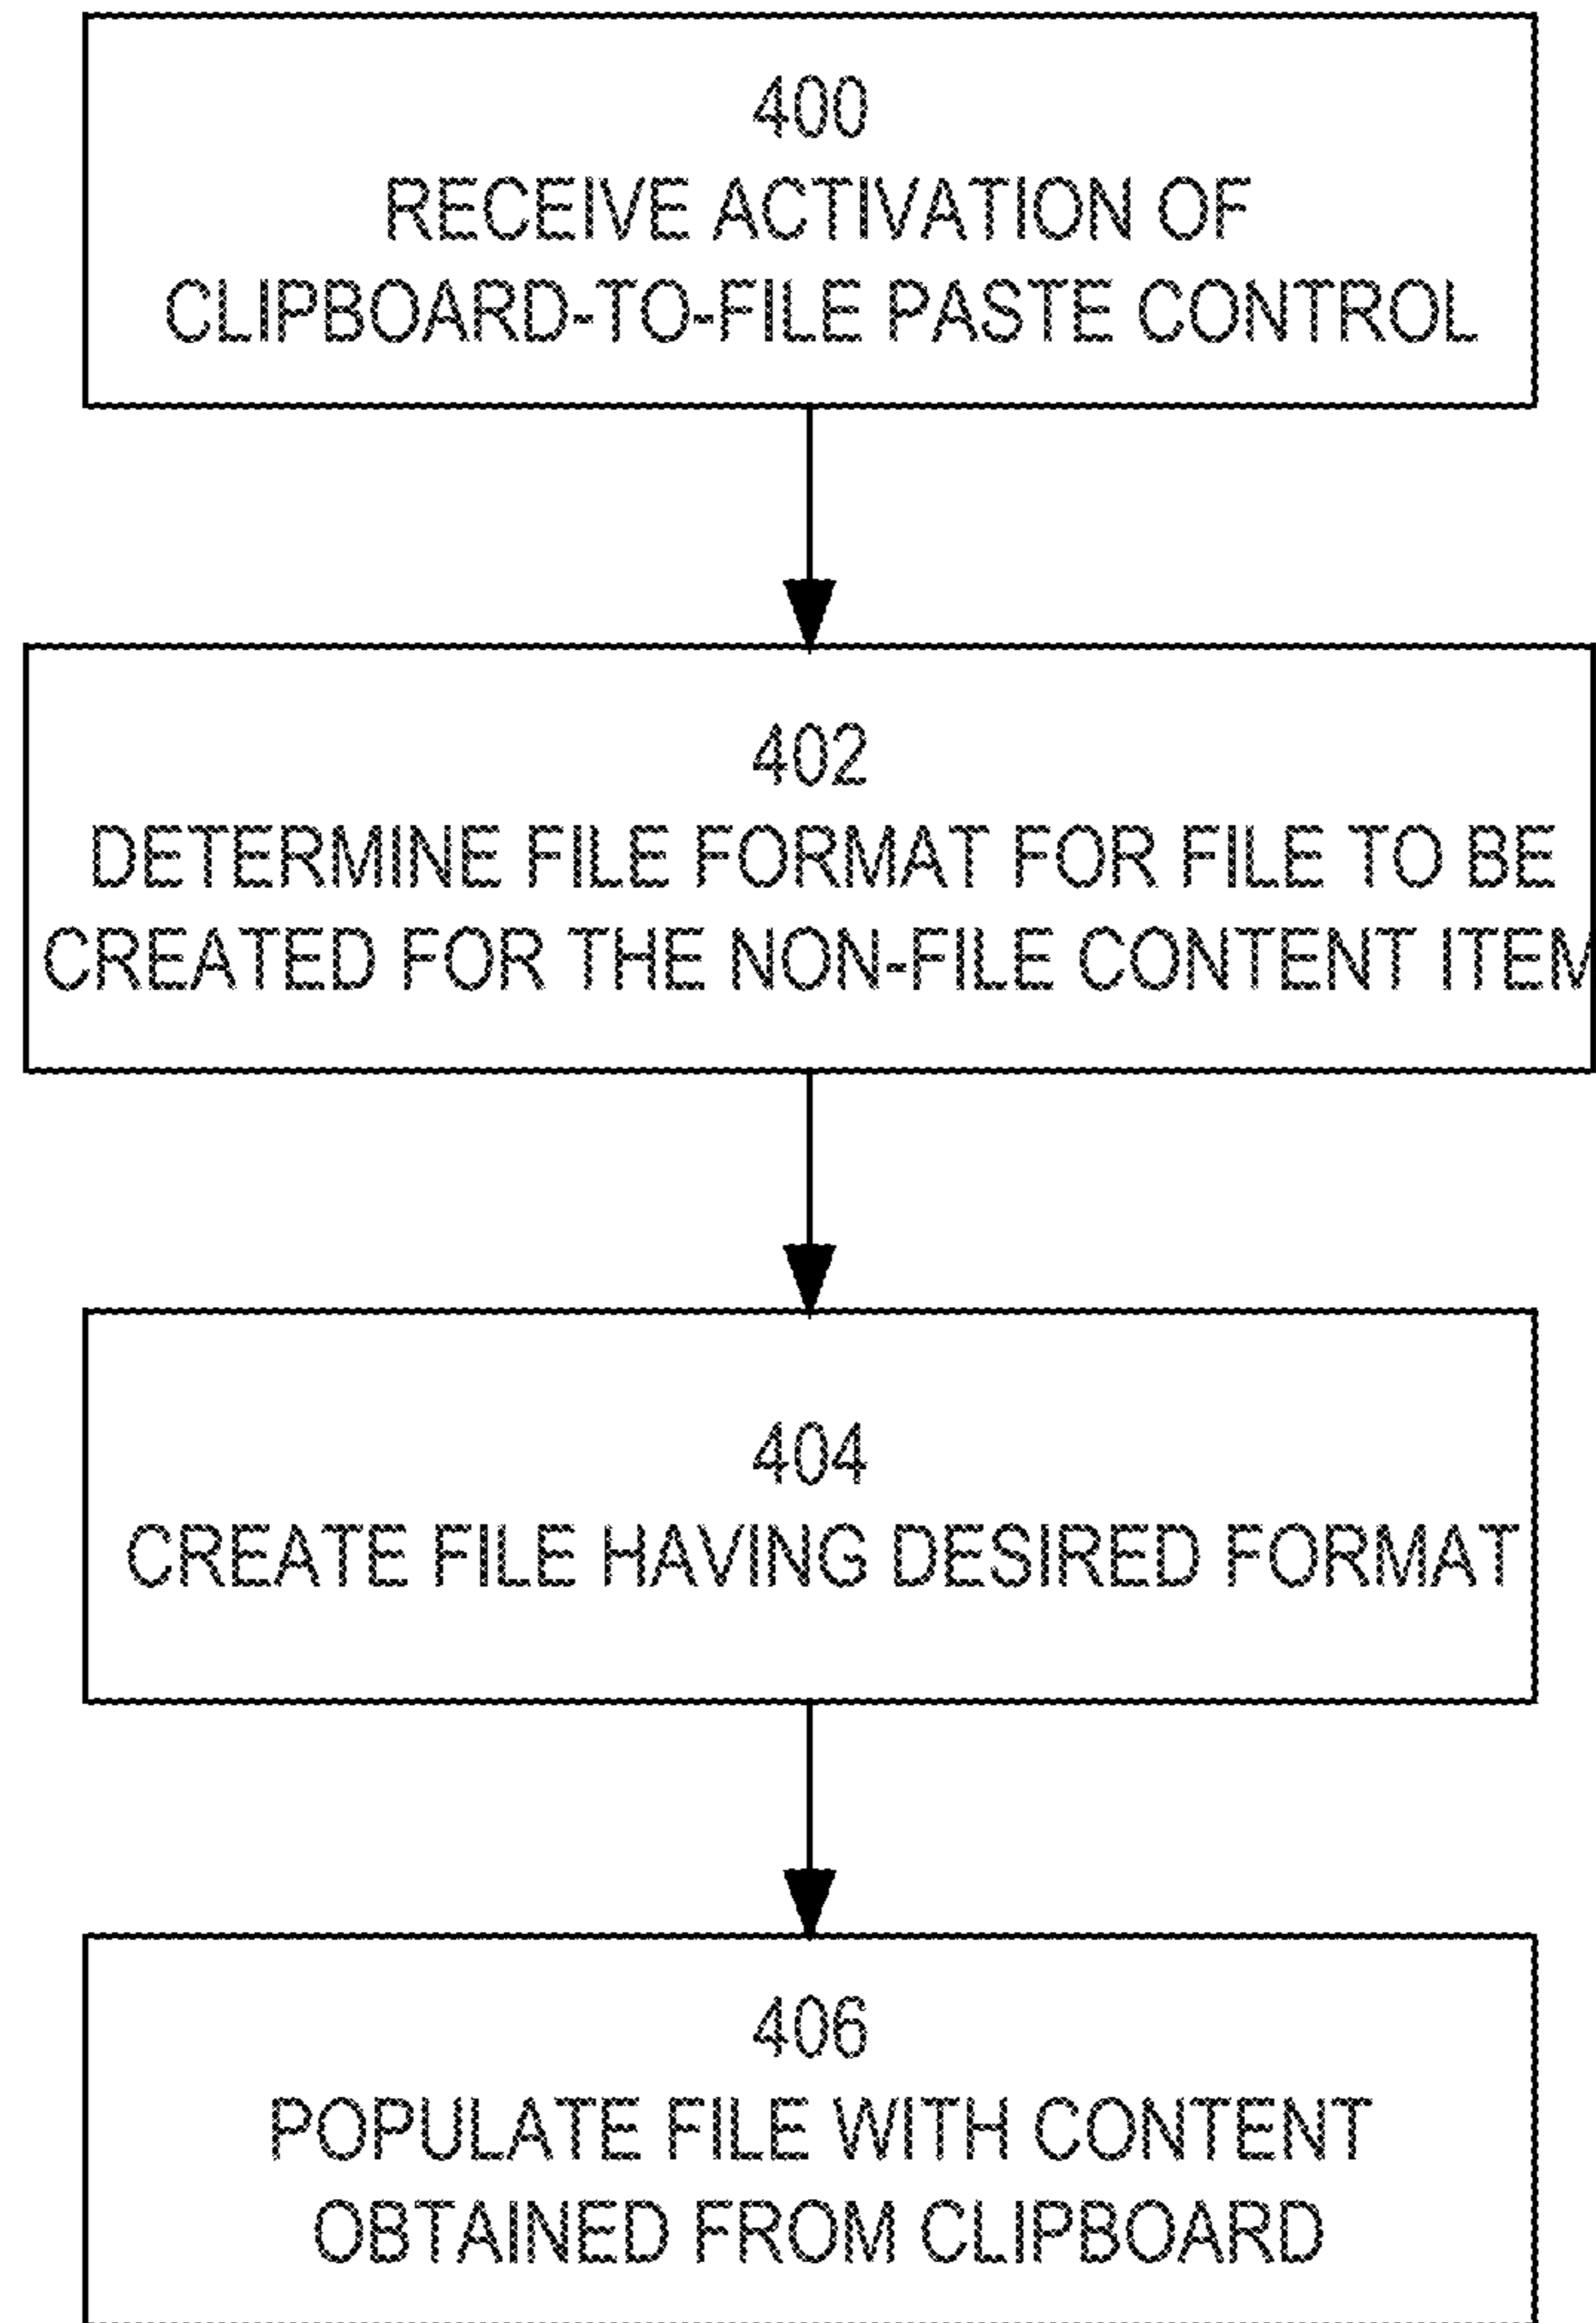 400
RECEIVE ACTIVATION OF
CLIPBOARD-TO-FILE PASTE CONTROL
402
DETERMINE FILE FORMAT FOR FILE TO BE
CREATED FOR THE NON-FILE CONTENT ITEM
404
CREATE FILE HAVING DESIRED FORMAT
406
POPULATE FILE WITH CONTENT
OBTAINED FROM CLIPBOARD